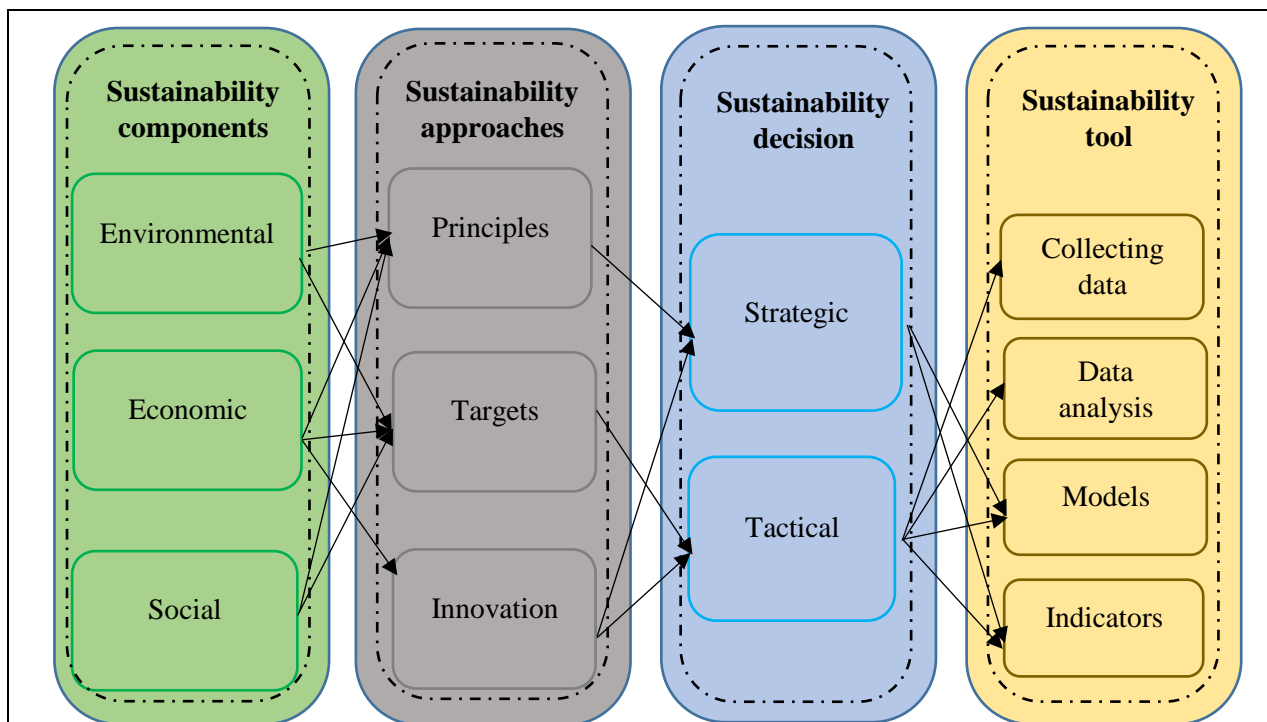 Sustainability
components
Environmental
Economic
Social
Sustainability
approaches
Principles
Targets
Innovation
Sustainability
decision
Strategic
Tactical
Sustainability
tool
Collecting
data
Data
analysis
Models
Indicators